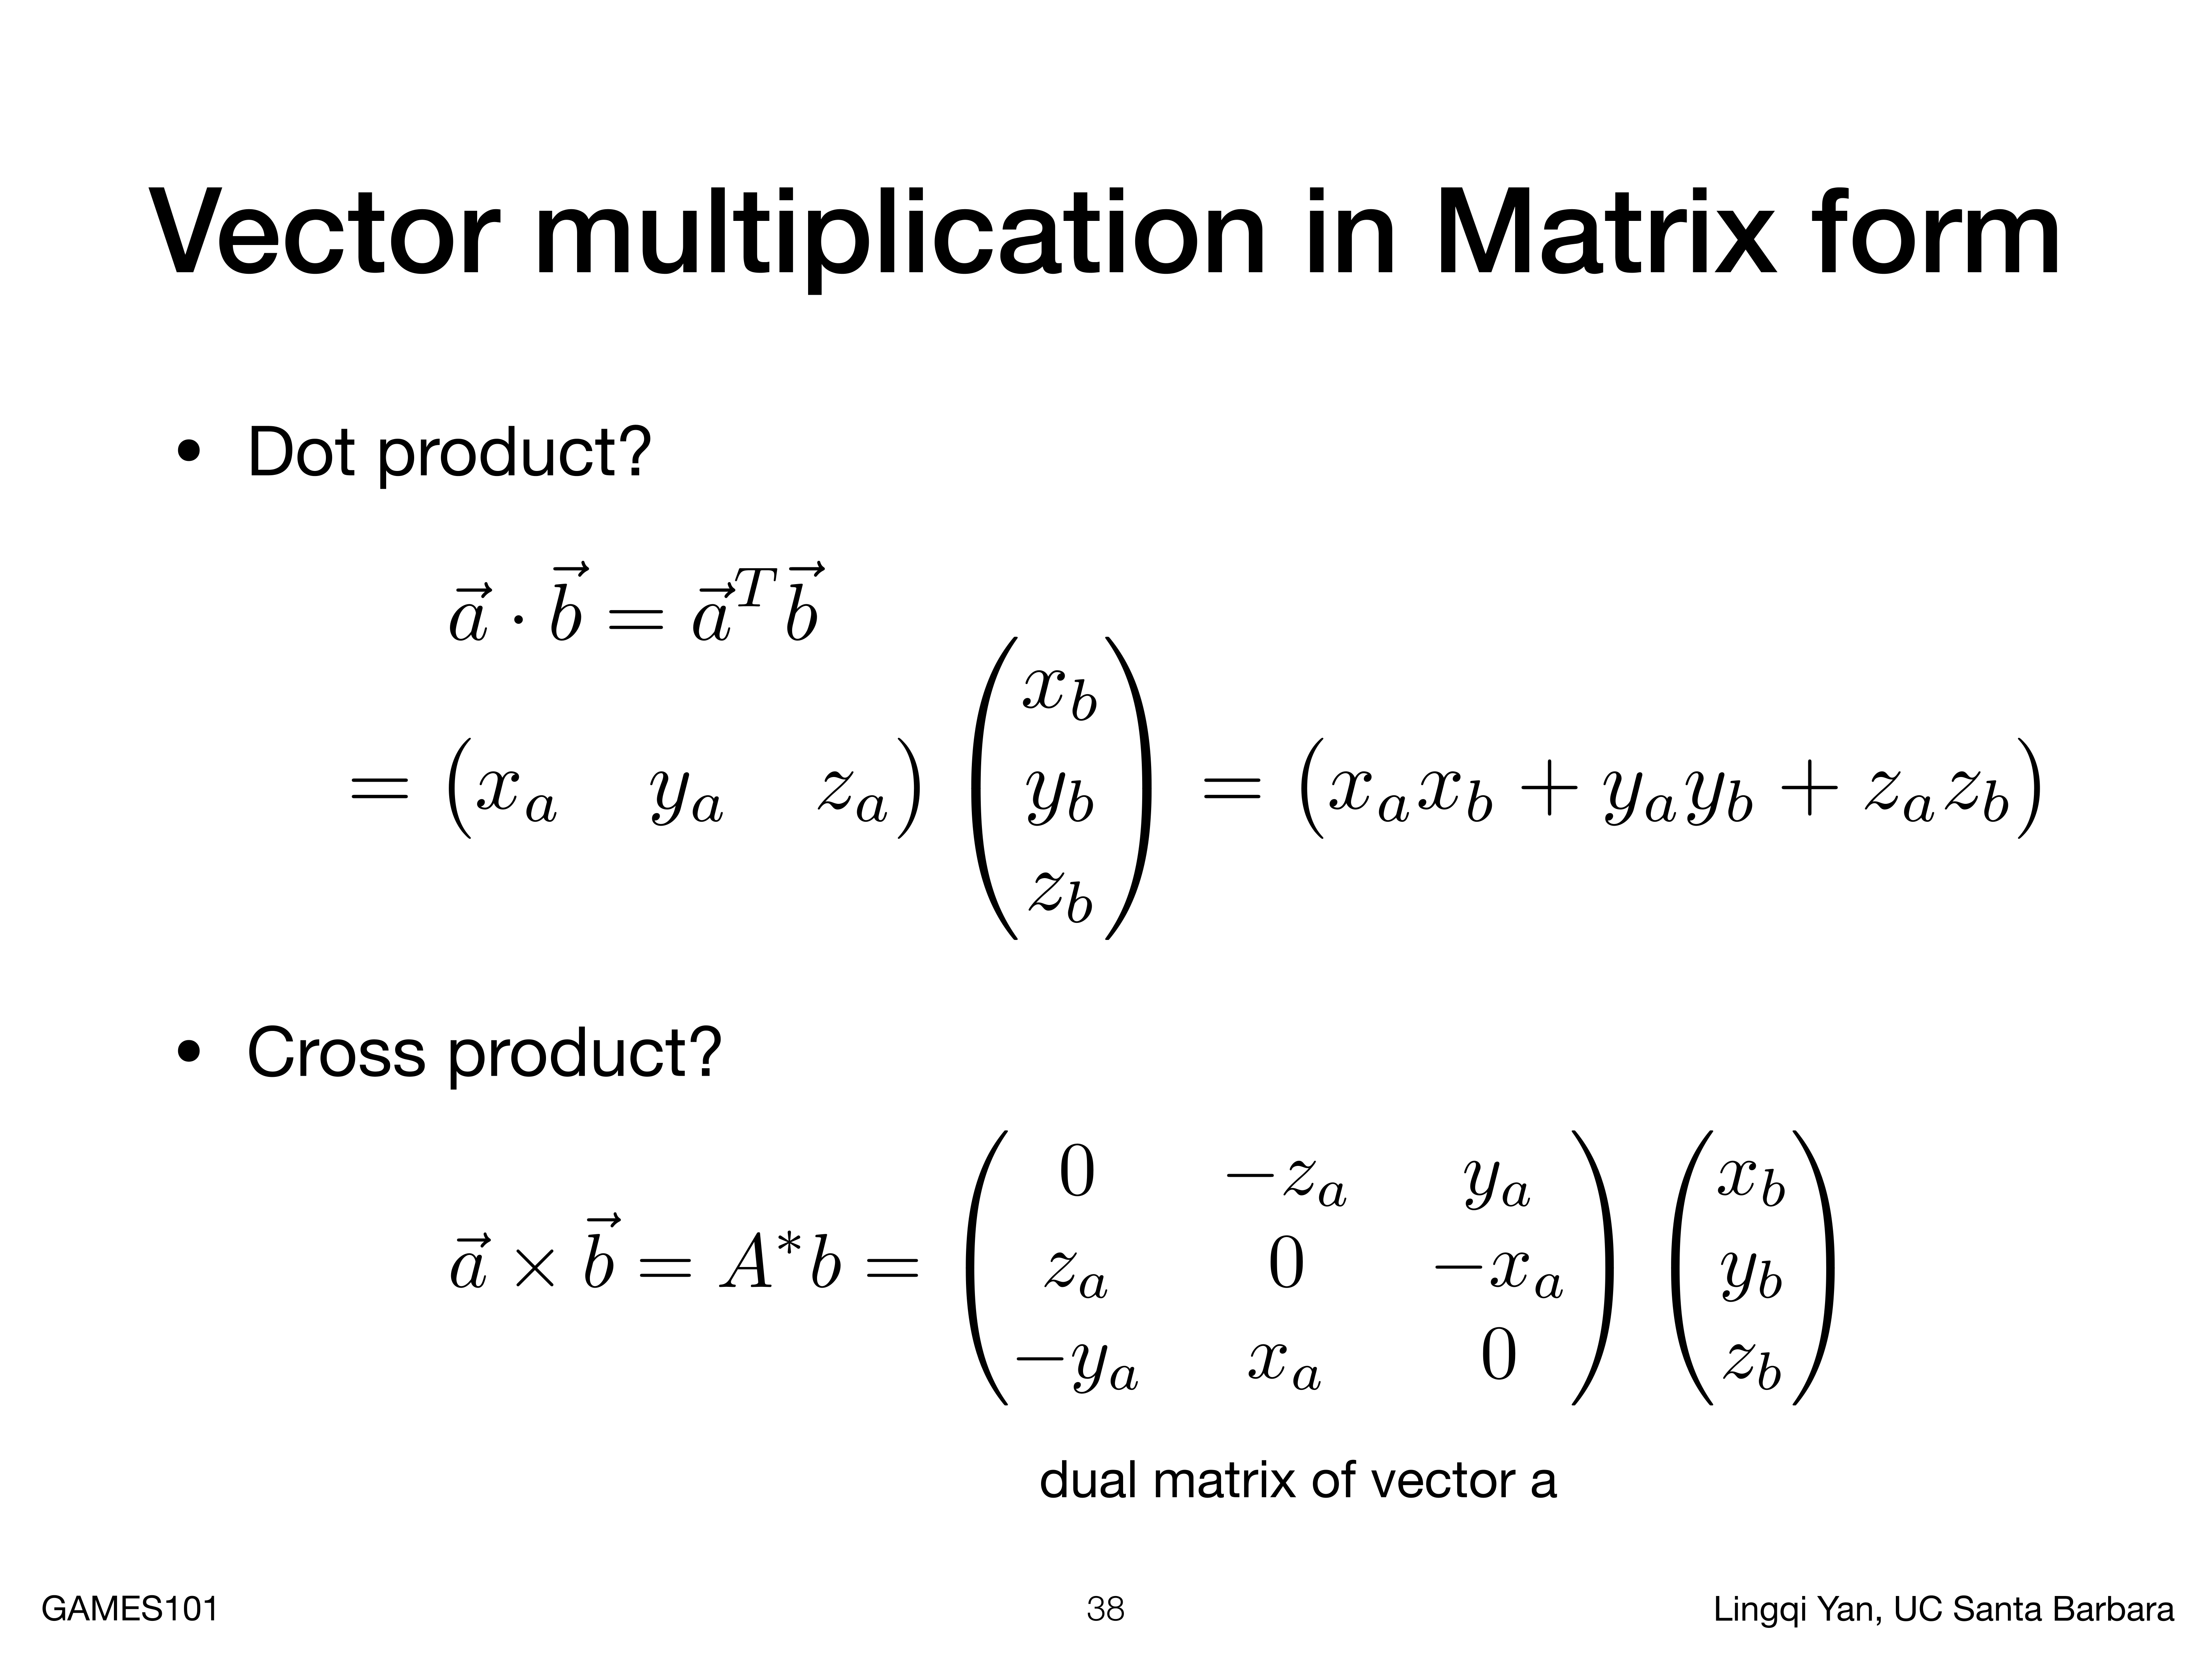 Vector multiplication in Matrix form
• Dot product?
$\vec{a} \cdot \vec{b} = \vec{a}^T \vec{b}$
$= \begin{pmatrix} x_a & y_a & z_a \end{pmatrix} \begin{pmatrix} x_b \\ y_b \\ z_b \end{pmatrix} = \begin{pmatrix} x_a x_b + y_a y_b + z_a z_b \end{pmatrix}$
• Cross product?
$\vec{a} \times \vec{b} = A^* b = \begin{pmatrix} 0 & -z_a & y_a \\ z_a & 0 & -x_a \\ -y_a & x_a & 0 \end{pmatrix} \begin{pmatrix} x_b \\ y_b \\ z_b \end{pmatrix}$
dual matrix of vector a
GAMES101 38 Lingqi Yan, UC Santa Barbara